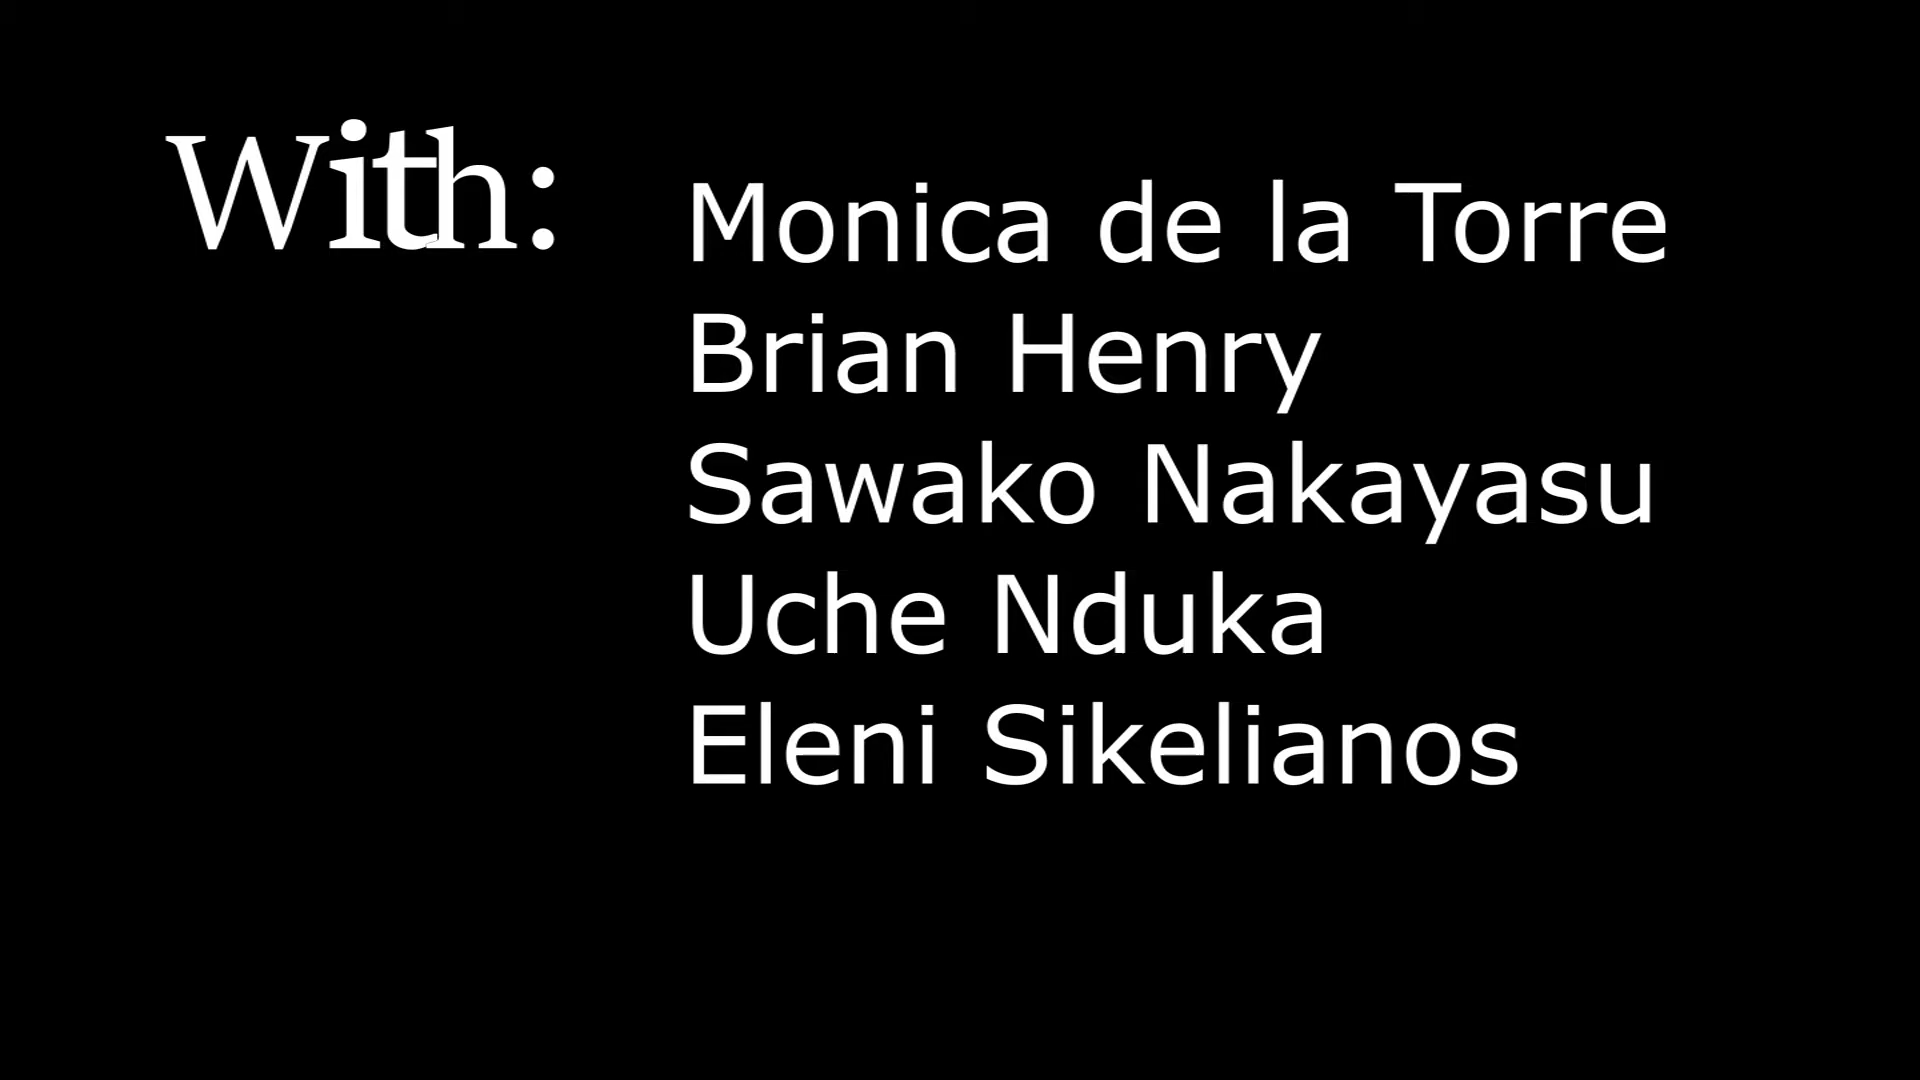 With:
Monica de la Torre
Brian Henry
Sawako Nakayasu
Uche Nduka
Eleni Sikelianos